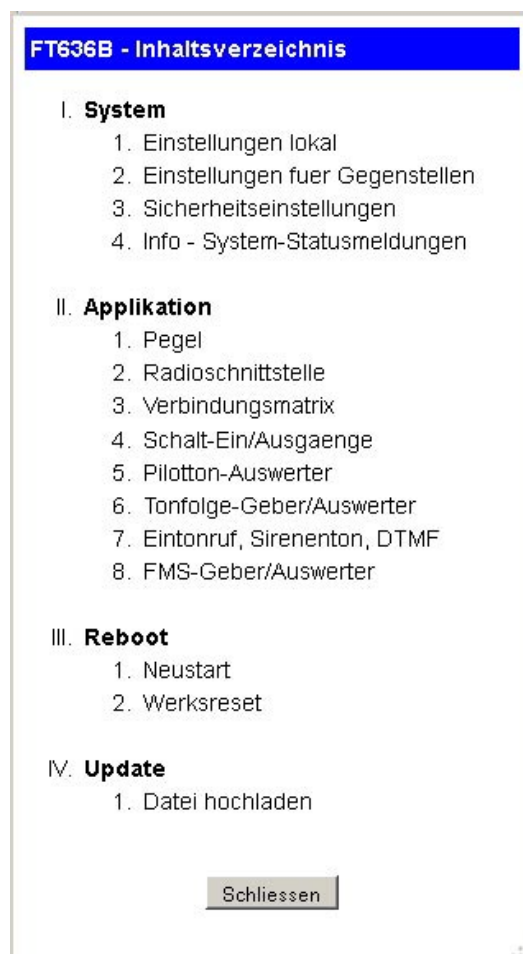 FT636B - Inhaltsverzeichnis
I. System
1. Einstellungen lokal
2. Einstellungen fuer Gegenstellen
3. Sicherheitseinstellungen
4. Info - System-Statusmeldungen
II. Applikation
1. Pegel
2. Radioschnittstelle
3. Verbindungsmatrix
4. Schalt-Ein/Ausgaenge
5. Pilotton-Auswerter
6. Tonfolge-Geber/Auswerter
7. Eintonruf, Sirenenton, DTMF
8. FMS-Geber/Auswerter
III. Reboot
1. Neustart
2. Werksreset
IV. Update
1. Datei hochladen
Schliessen